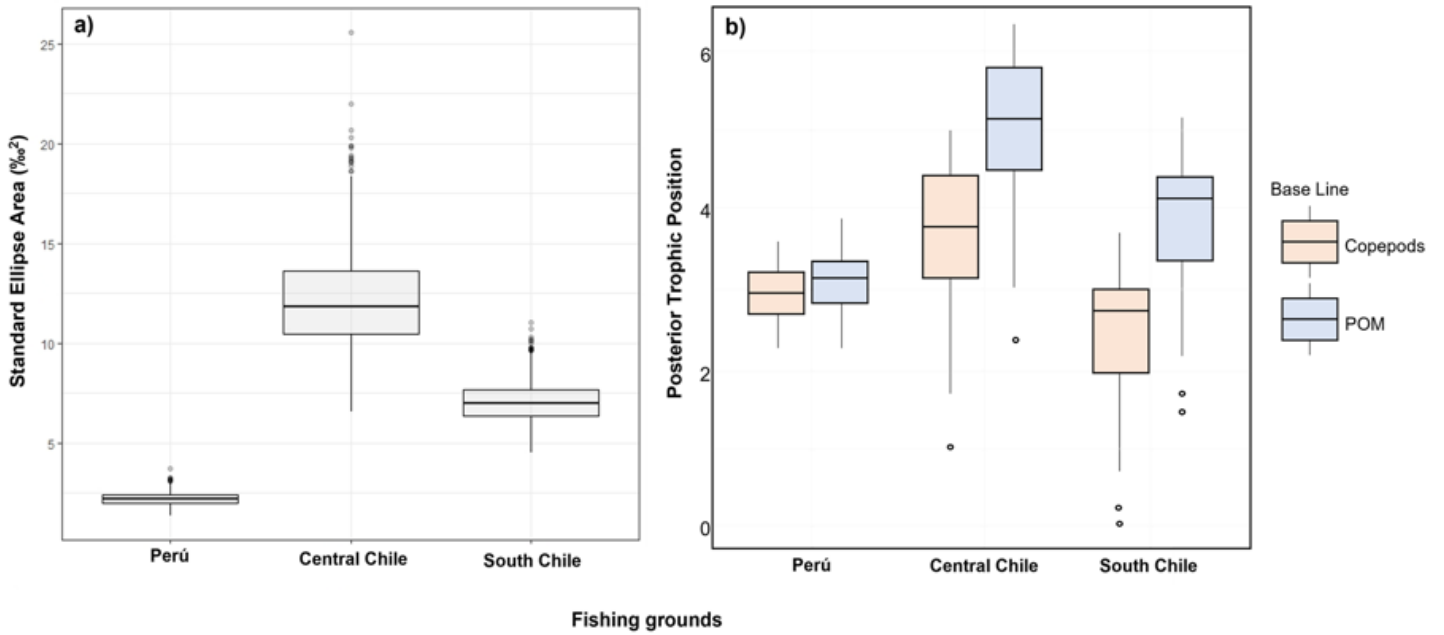 a)
Standard Ellipse Area (‰²)
25
20
15
10
5
Perú
Central Chile
South Chile
b)
Posterior Trophic Position
6
4
2
0
Perú
Central Chile
South Chile
Base Line
Copepods
POM
Fishing grounds